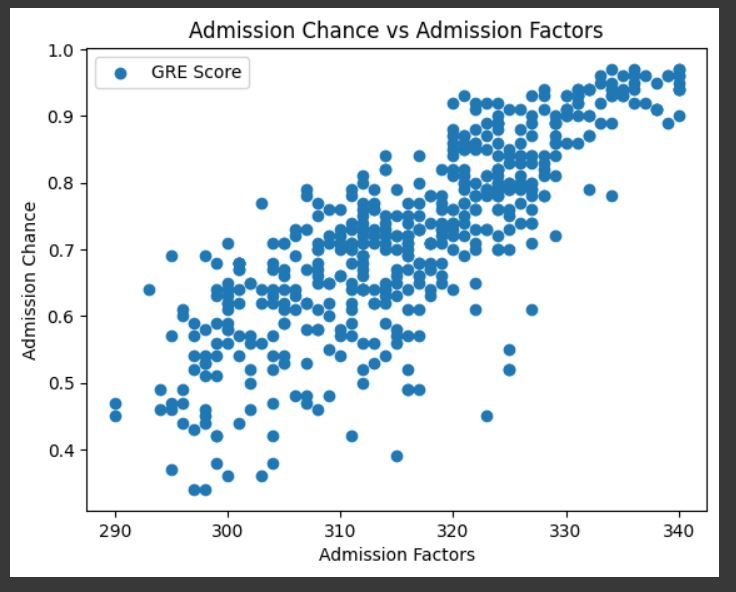 Admission Chance vs Admission Factors
GRE Score
1.0
0.9
0.8
0.7
0.6
0.5
0.4
Admission Chance
290 300 310 320 330 340
Admission Factors